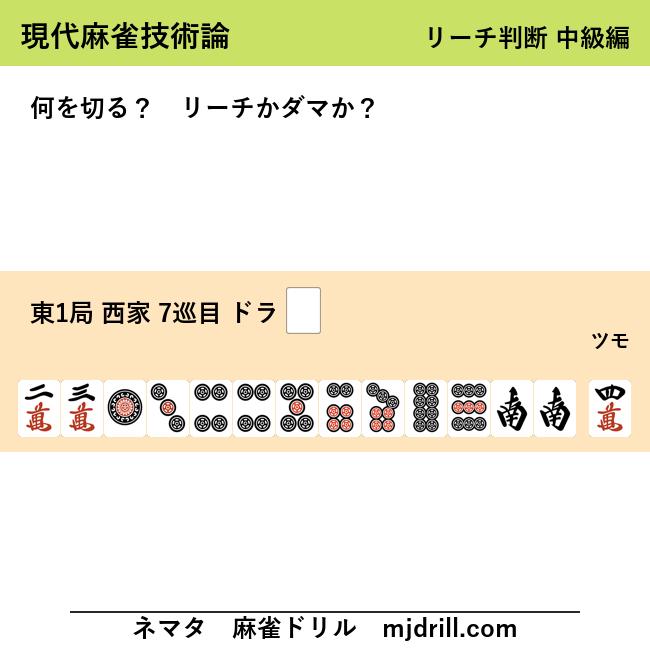 現代麻雀技術論
リーチ判断 中級編
何を切る？　リーチかダマか？
東1局 西家 7巡目 ドラ
ツモ
二萬 三萬 南 南 四萬
ネマタ　麻雀ドリル　mjdrill.com